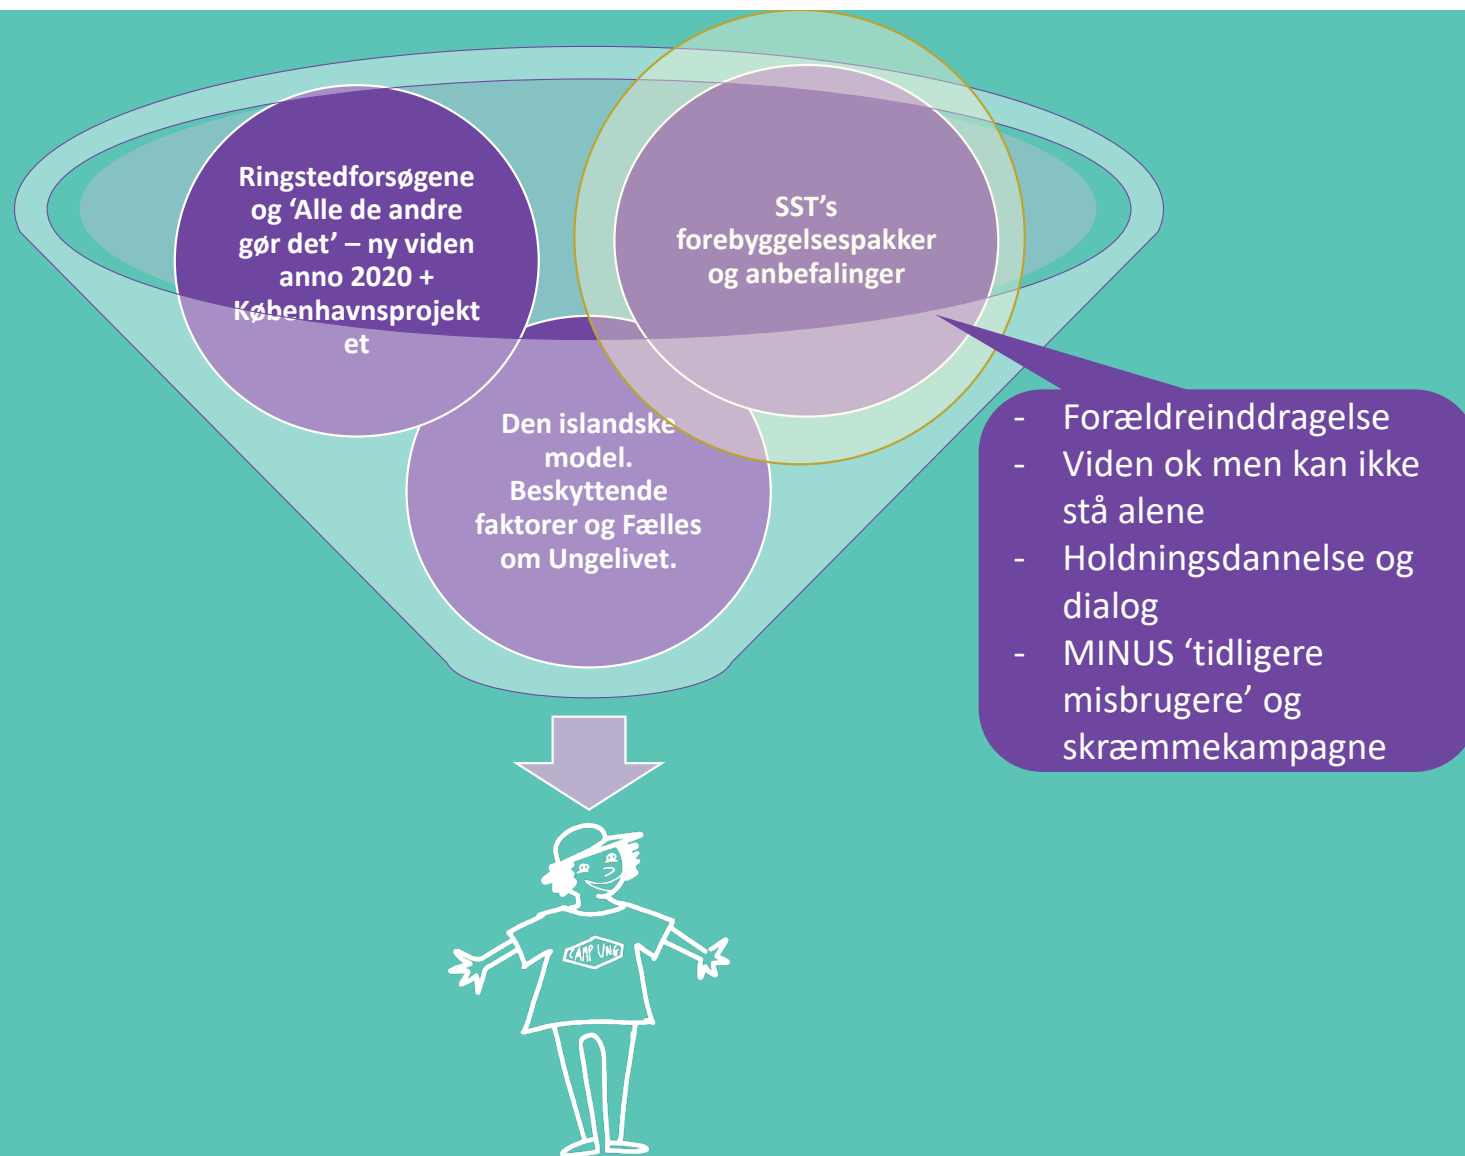 Ringstedforsøgene
og ‘Alle de andre
gør det’ – ny viden
anno 2020 +
Københavnsprojekt
et
SST’s
forebyggelsespakker
og anbefalinger
Den islandske
model.
Beskyttende
faktorer og Fælles
om Ungelivet.
- Forældreinddragelse
- Viden ok men kan ikke
stå alene
- Holdningsdannelse og
dialog
- MINUS ‘tidligere
misbrugere’ og
skræmmekampagne
CAMP UNG